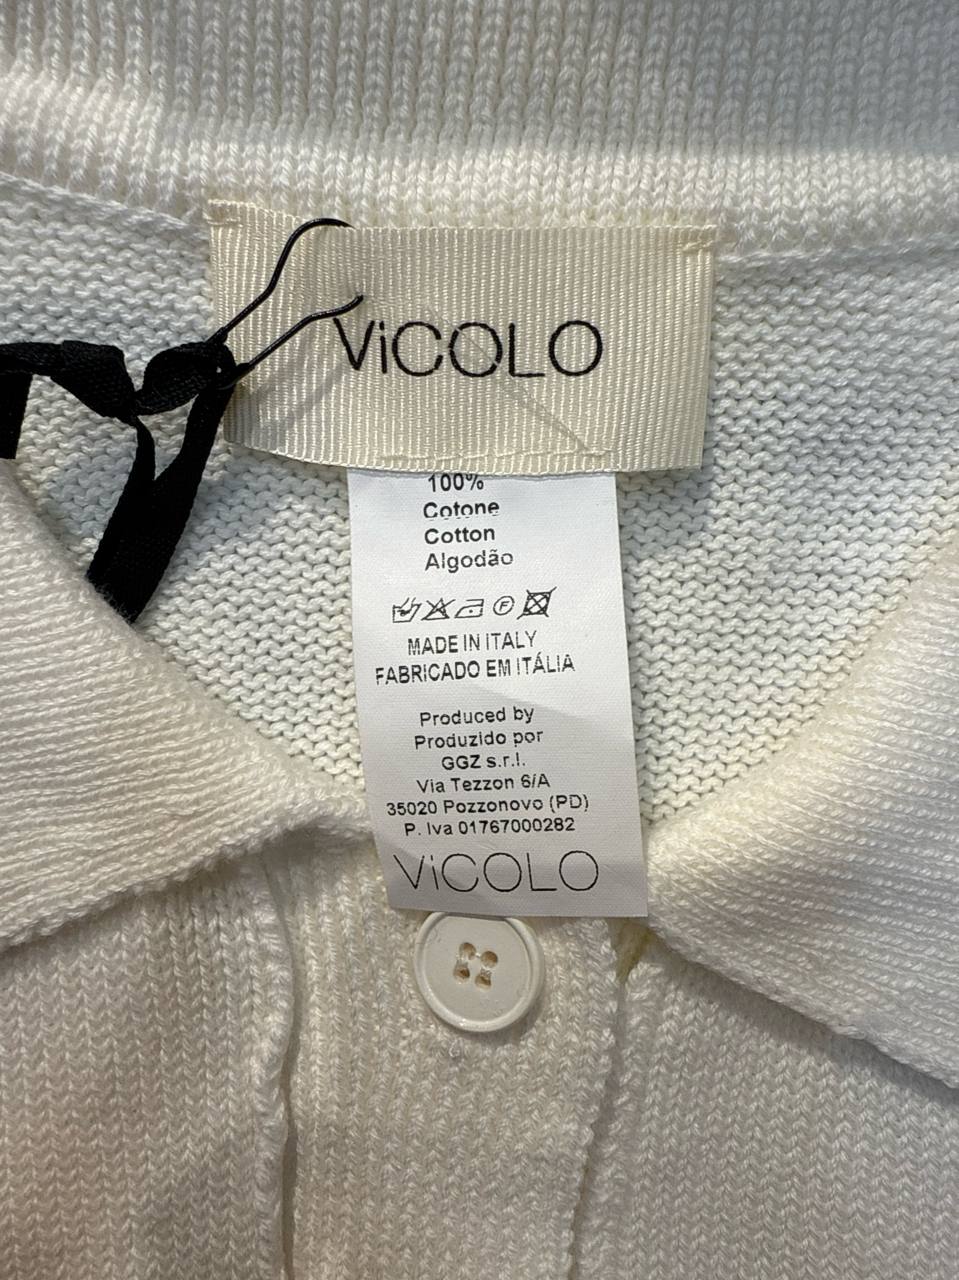 ViCOLO
100%
Cotone
Cotton
Algodão
F
MADE IN ITALY
FABRICADO EM ITÁLIA
Produced by
Produzido por
GGZ s.r.l.
Via Tezzon 6/A
35020 Pozzonovo (PD)
P. Iva 01767000282
ViCOLO